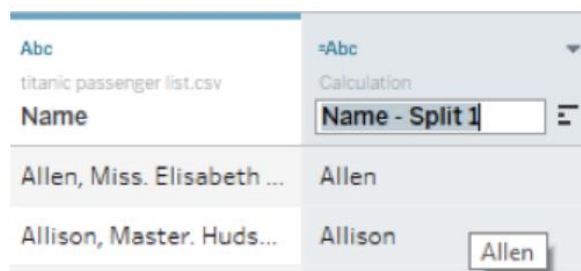 Abc
titanic passenger list.csv
Name
=Abc
Calculation
Name - Split 1
Allen, Miss. Elisabeth ...
Allen
Allison, Master. Huds...
Allison
Allen